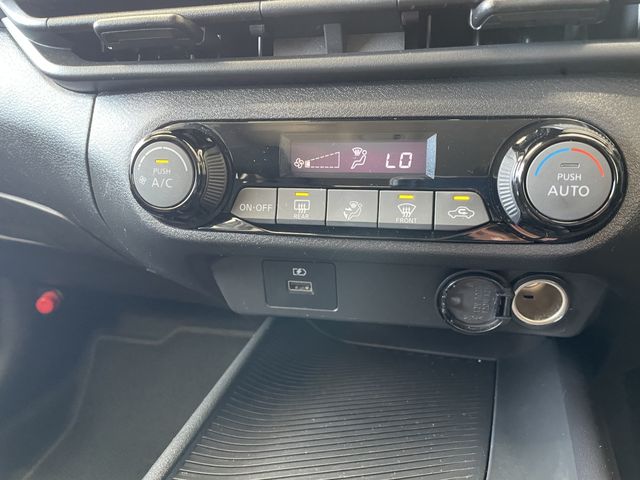 PUSH
A/C
LO
PUSH
AUTO
ON·OFF
REAR
FRONT